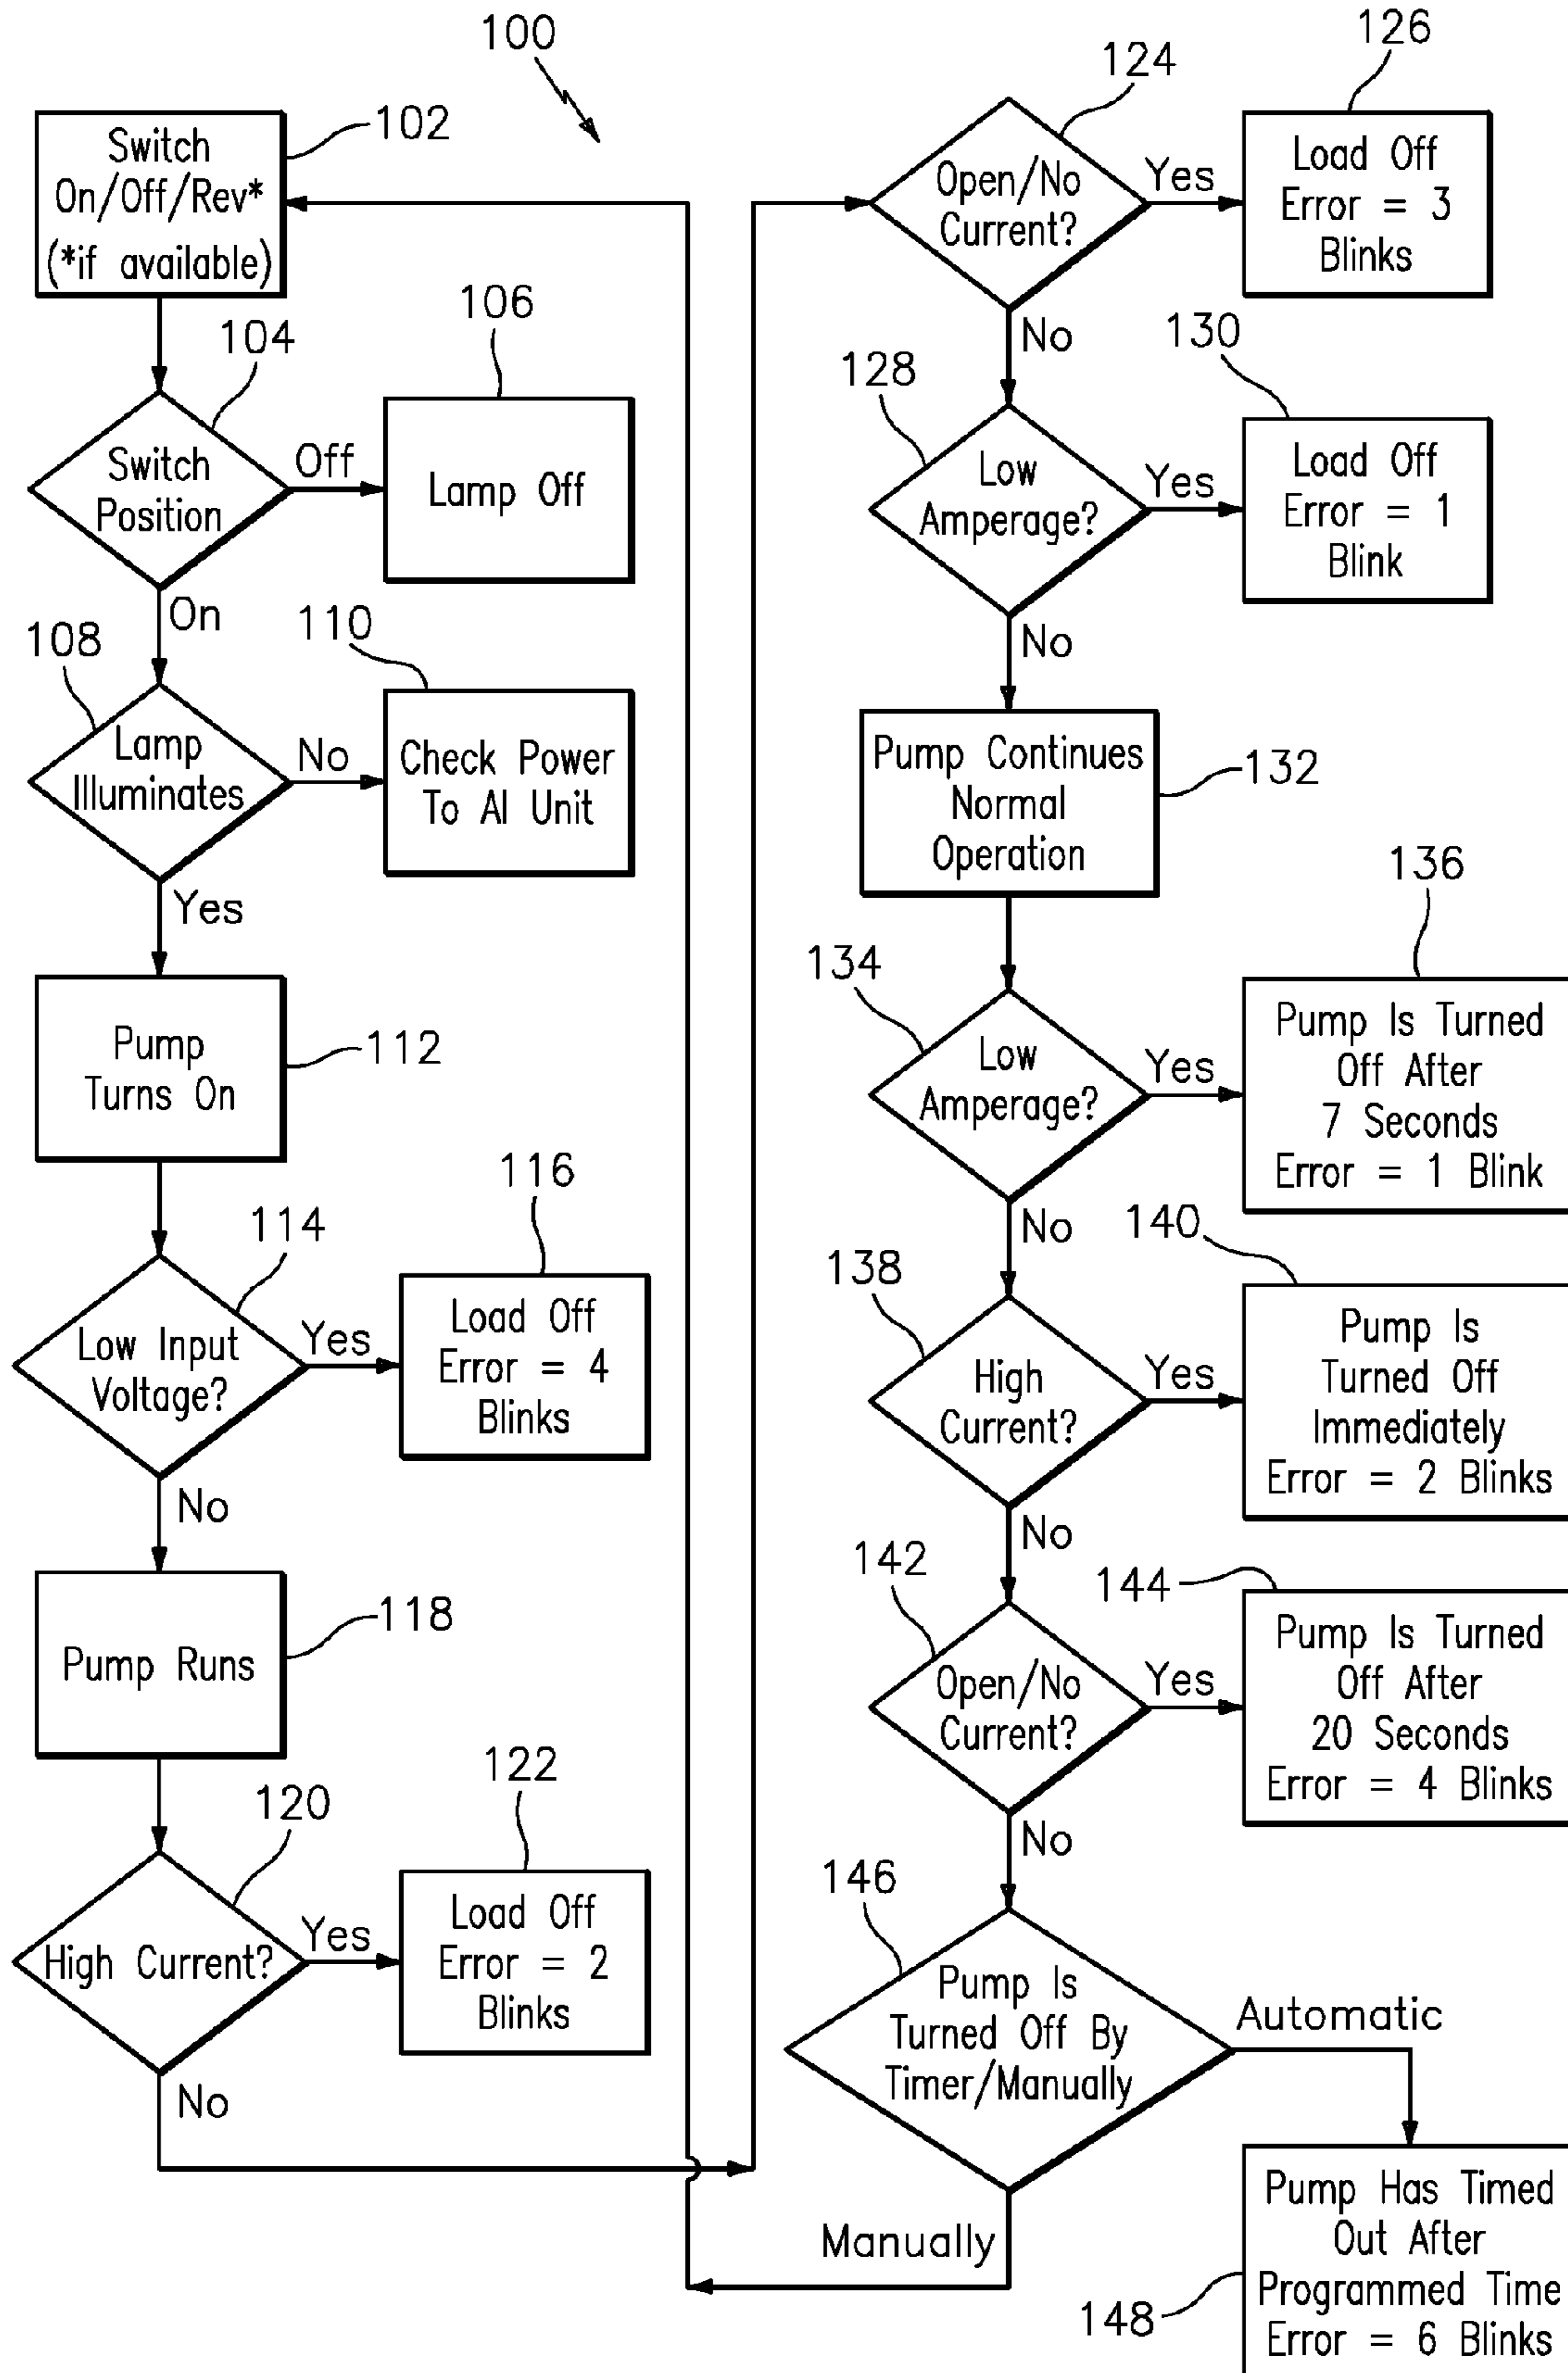 100
Switch
On/Off/Rev*
(*if available)
102
104
Switch
Position
Off
106
Lamp Off
On
108
Lamp
Illuminates
No
110
Check Power
To AI Unit
Yes
Pump
Turns On
112
114
Low Input
Voltage?
Yes
116
Load Off
Error = 4
Blinks
No
Pump Runs
118
120
High Current?
Yes
122
Load Off
Error = 2
Blinks
No
124
Open/No
Current?
Yes
126
Load Off
Error = 3
Blinks
No
128
Low
Amperage?
Yes
130
Load Off
Error = 1
Blink
No
Pump Continues
Normal
Operation
132
134
Low
Amperage?
Yes
136
Pump Is Turned
Off After
7 Seconds
Error = 1 Blink
No
138
High
Current?
Yes
140
Pump Is
Turned Off
Immediately
Error = 2 Blinks
No
142
Open/No
Current?
Yes
144
Pump Is Turned
Off After
20 Seconds
Error = 4 Blinks
No
146
Pump Is
Turned Off By
Timer/Manually
Automatic
Manually
148
Pump Has Timed
Out After
Programmed Time
Error = 6 Blinks